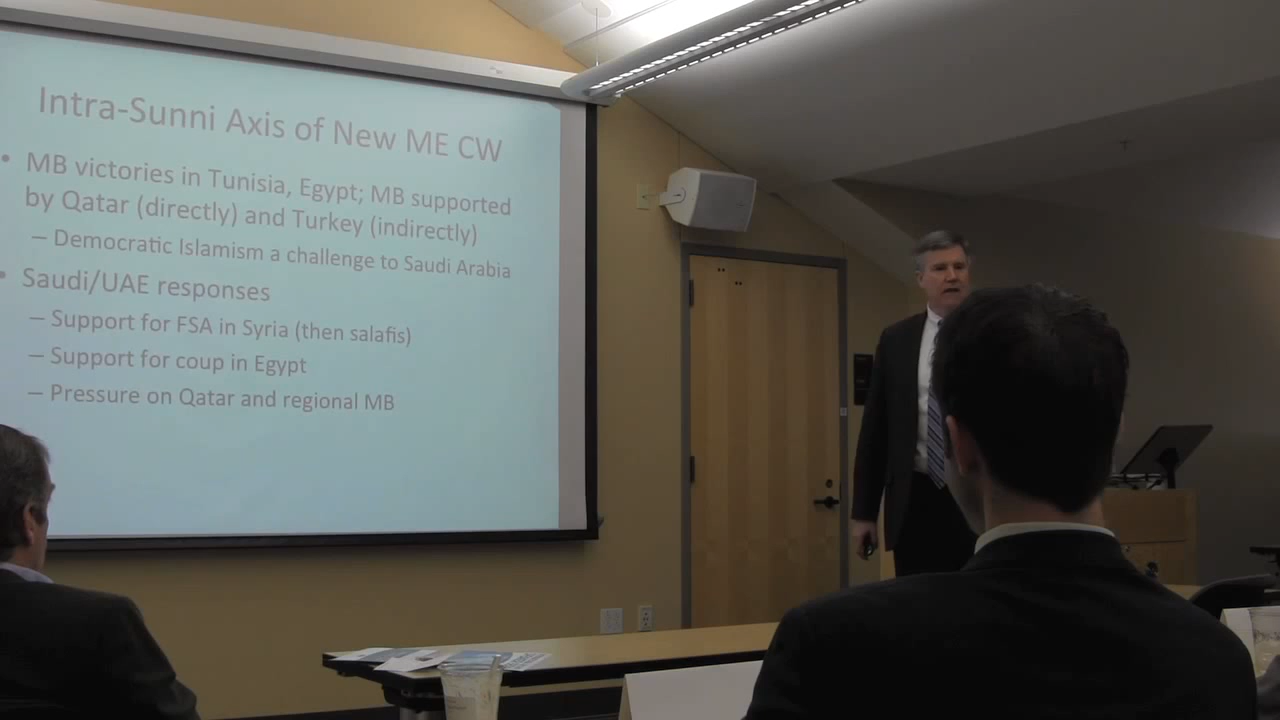 Intra-Sunni Axis of New ME CW
• MB victories in Tunisia, Egypt; MB supported
by Qatar (directly) and Turkey (indirectly)
– Democratic Islamism a challenge to Saudi Arabia
• Saudi/UAE responses
– Support for FSA in Syria (then salafis)
– Support for coup in Egypt
– Pressure on Qatar and regional MB